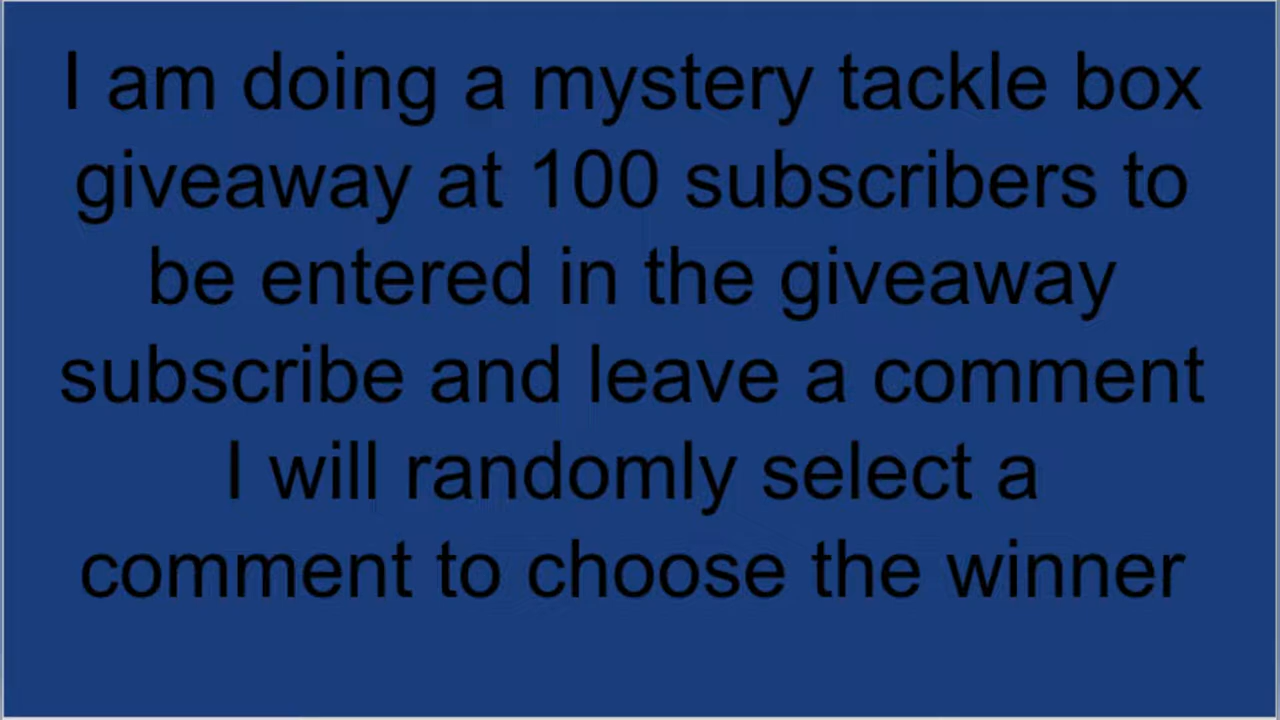 I am doing a mystery tackle box
giveaway at 100 subscribers to
be entered in the giveaway
subscribe and leave a comment
I will randomly select a
comment to choose the winner